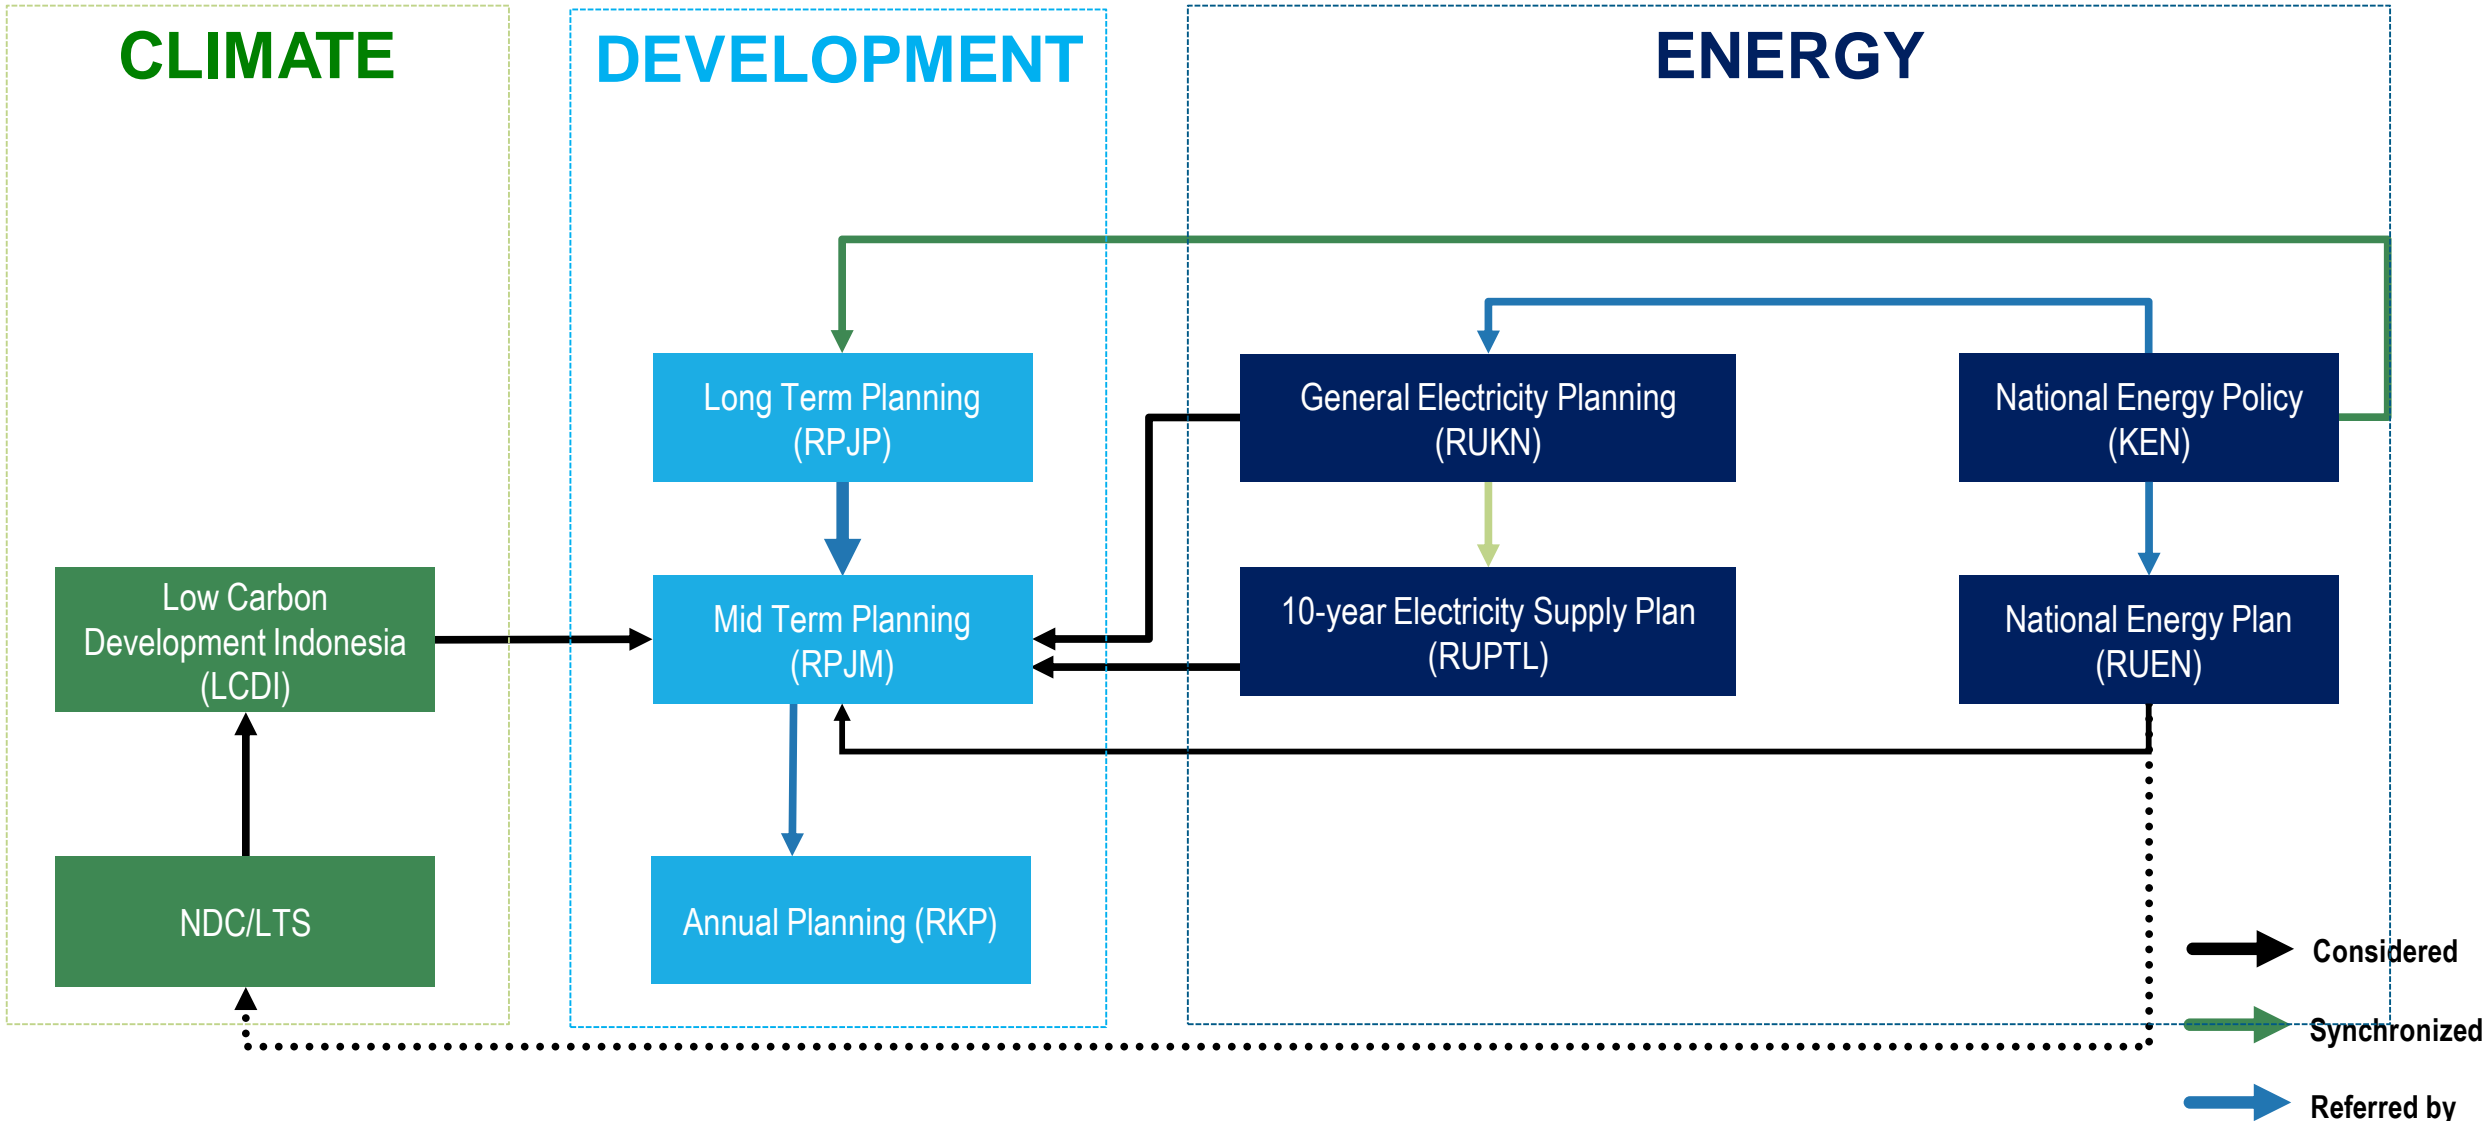 CLIMATE
DEVELOPMENT
ENERGY
Long Term Planning
(RPJP)
General Electricity Planning
(RUKN)
National Energy Policy
(KEN)
Low Carbon
Development Indonesia
(LCDI)
Mid Term Planning
(RPJM)
10-year Electricity Supply Plan
(RUPTL)
National Energy Plan
(RUEN)
NDC/LTS
Annual Planning (RKP)
Considered
Synchronized
Referred by